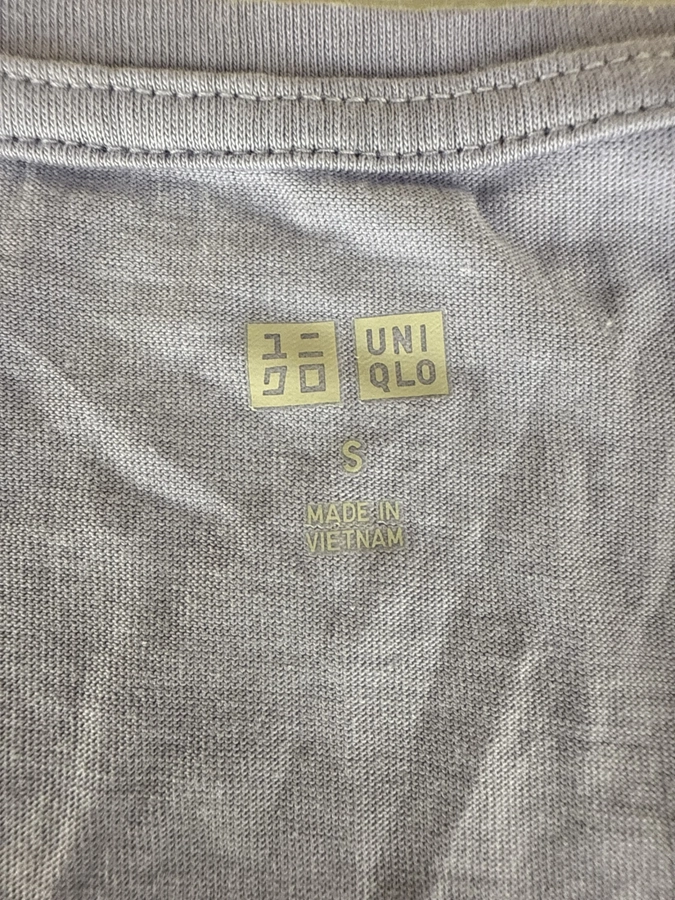 ユニ UNI
クロ QLO
S
MADE IN
VIETNAM